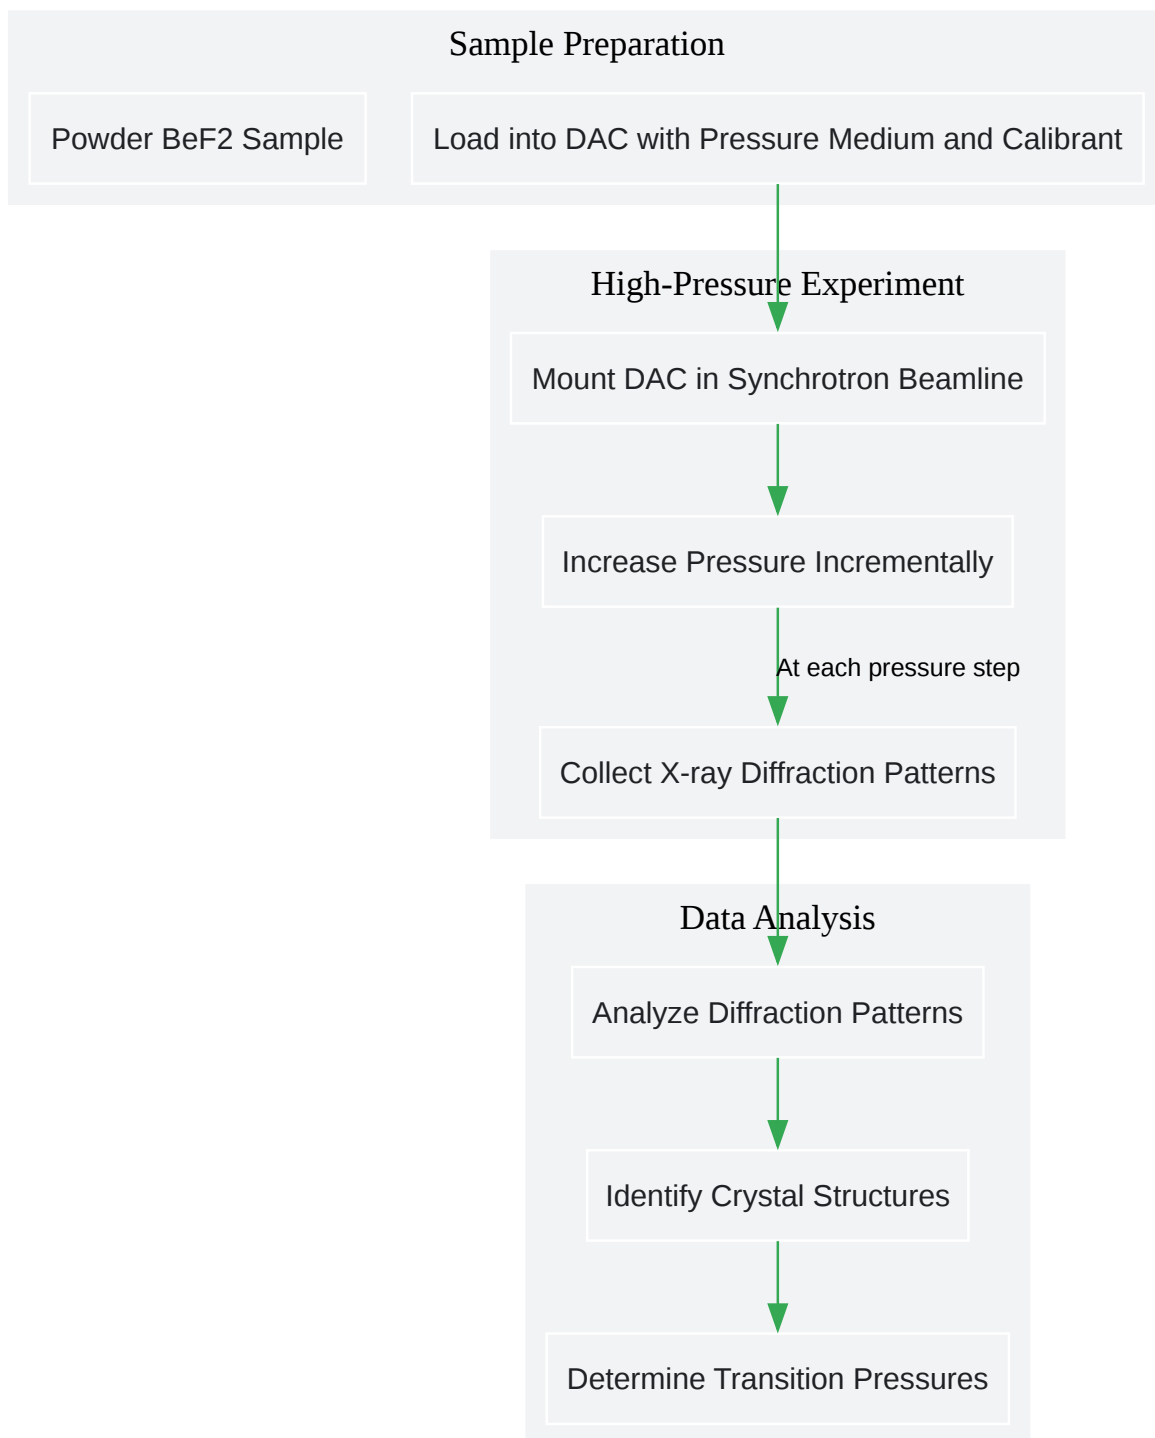 Sample Preparation
Powder BeF2 Sample
Load into DAC with Pressure Medium and Calibrant
High-Pressure Experiment
Mount DAC in Synchrotron Beamline
Increase Pressure Incrementally
At each pressure step
Collect X-ray Diffraction Patterns
Data Analysis
Analyze Diffraction Patterns
Identify Crystal Structures
Determine Transition Pressures